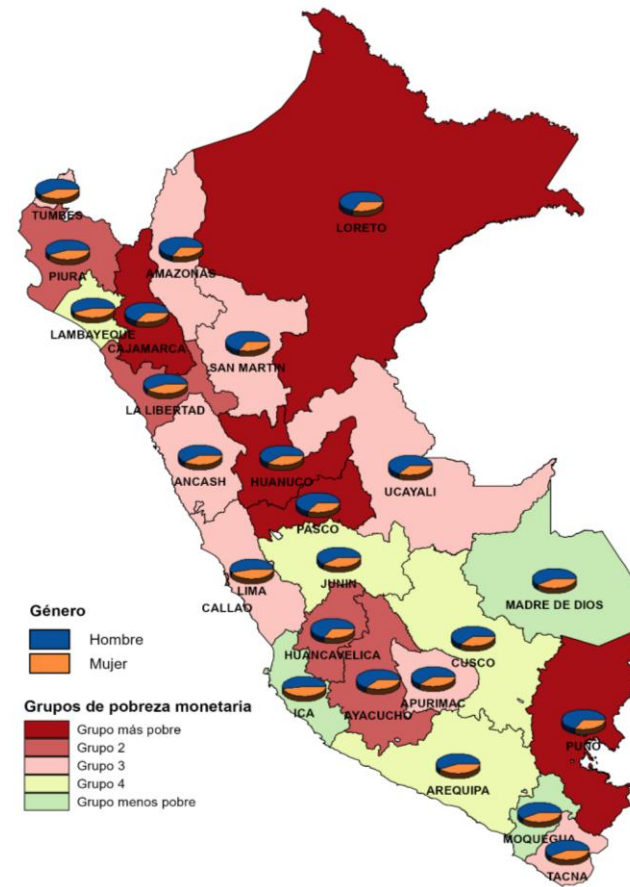 TUMBES
LORETO
PIURA
AMAZONAS
LAMBAYEQUE
CAJAMARCA
SAN MARTIN
LA LIBERTAD
ANCASH
HUANUCO
UCAYALI
PASCO
LIMA
JUNIN
MADRE DE DIOS
CALLAO
Género
Hombre
Mujer
HUANCAVELICA
CUSCO
APURIMAC
ICA
AYACUCHO
PUNO
AREQUIPA
MOQUEGUA
TACNA
Grupos de pobreza monetaria
Grupo más pobre
Grupo 2
Grupo 3
Grupo 4
Grupo menos pobre